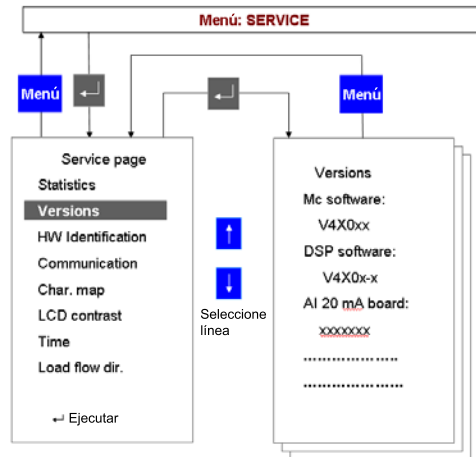 Menú: SERVICE
Menú
Menú
Service page
Statistics
Versions
HW Identification
Communication
Char. map
LCD contrast
Time
Load flow dir.
↵ Ejecutar
Seleccione
línea
Versions
Mc software:
V4X0xx
DSP software:
V4X0x-x
AI 20 mA board:
xxxxxxx
...................
....................